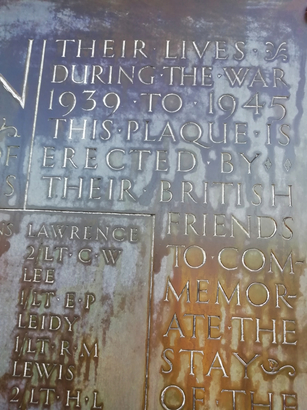 THEIR·LIVES·
DURING·THE·WAR
1939·TO·1945
THIS·PLAQUE·IS
ERECTED·BY
THEIR·BRITISH
FRIENDS
TO·COM-
MEMOR-
ATE·THE
STAY
OF·THE
LAWRENCE
2/LT·C·W
LEE
1/LT·E·P
LEIDY
1/LT·R·M
LEWIS
2/LT·H·L